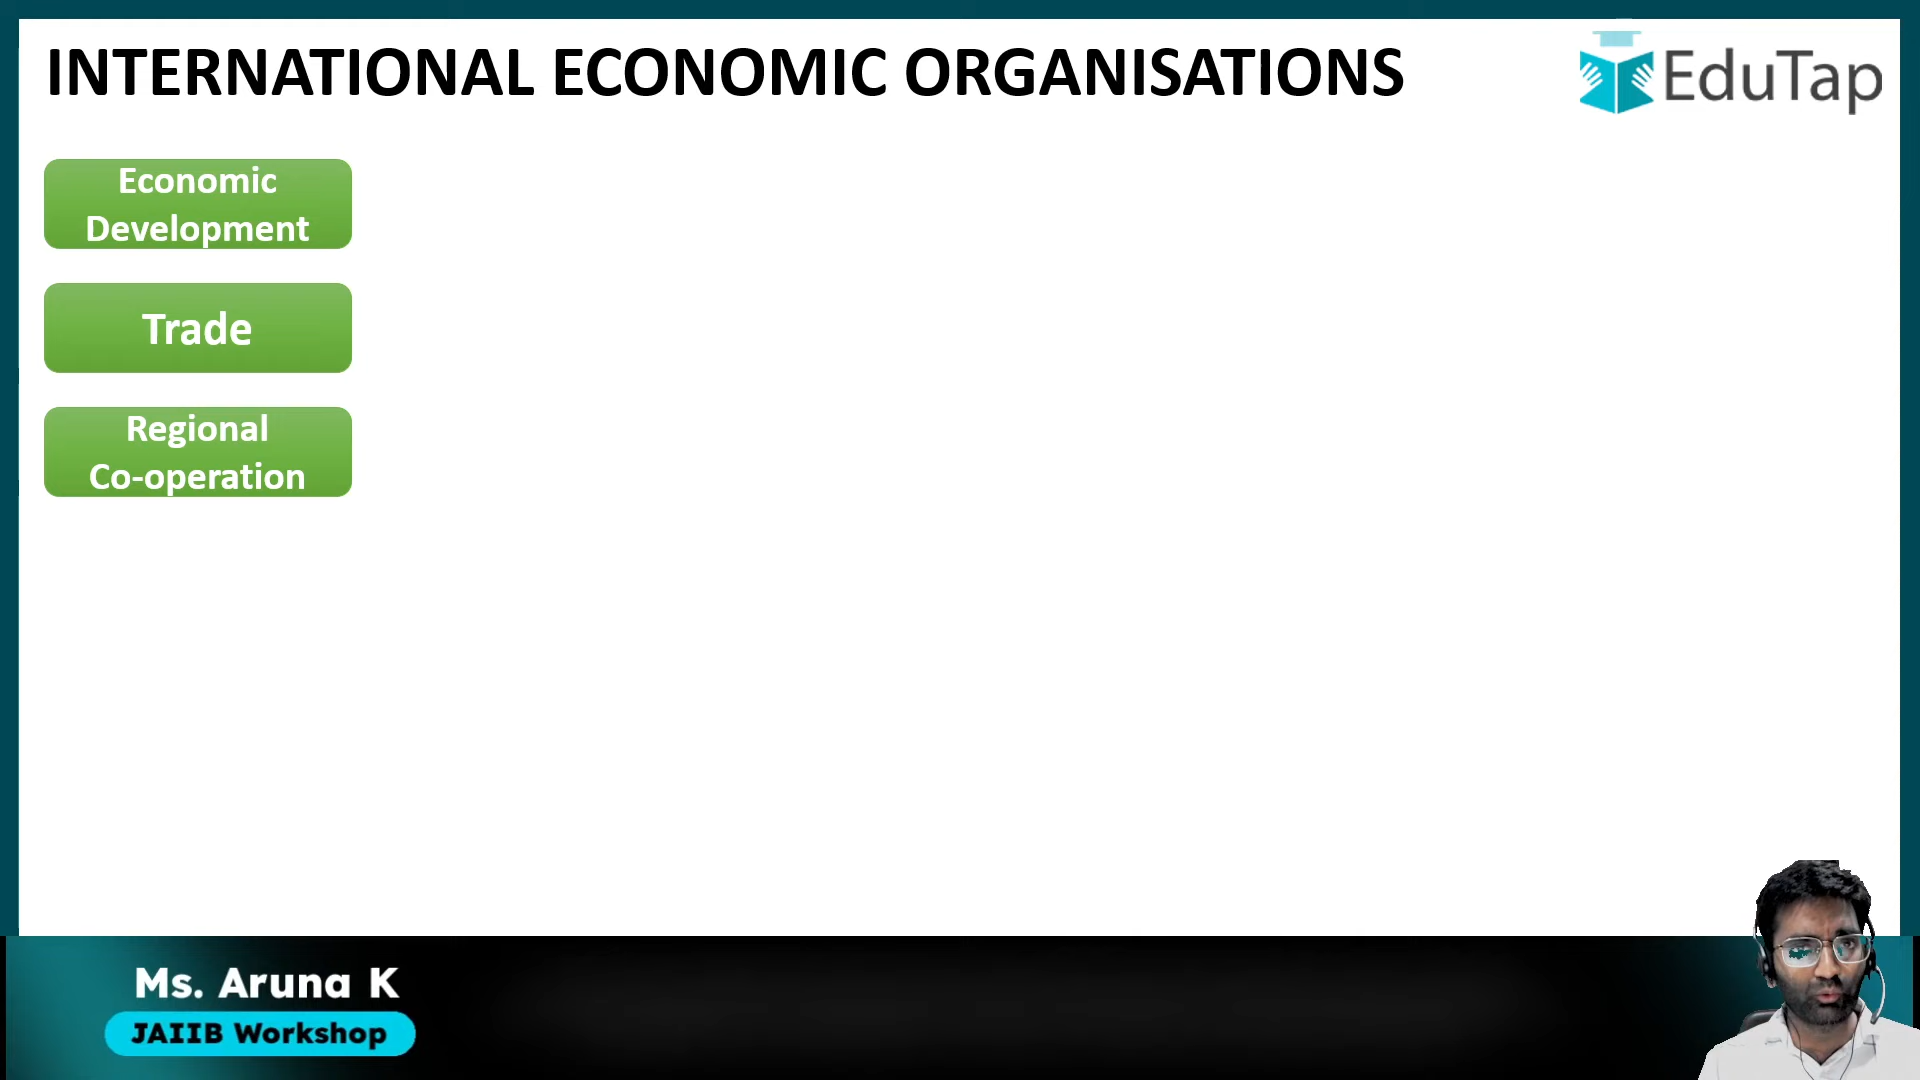 INTERNATIONAL ECONOMIC ORGANISATIONS
EduTap
Economic
Development
Trade
Regional
Co-operation
Ms. Aruna K
JAIIB Workshop